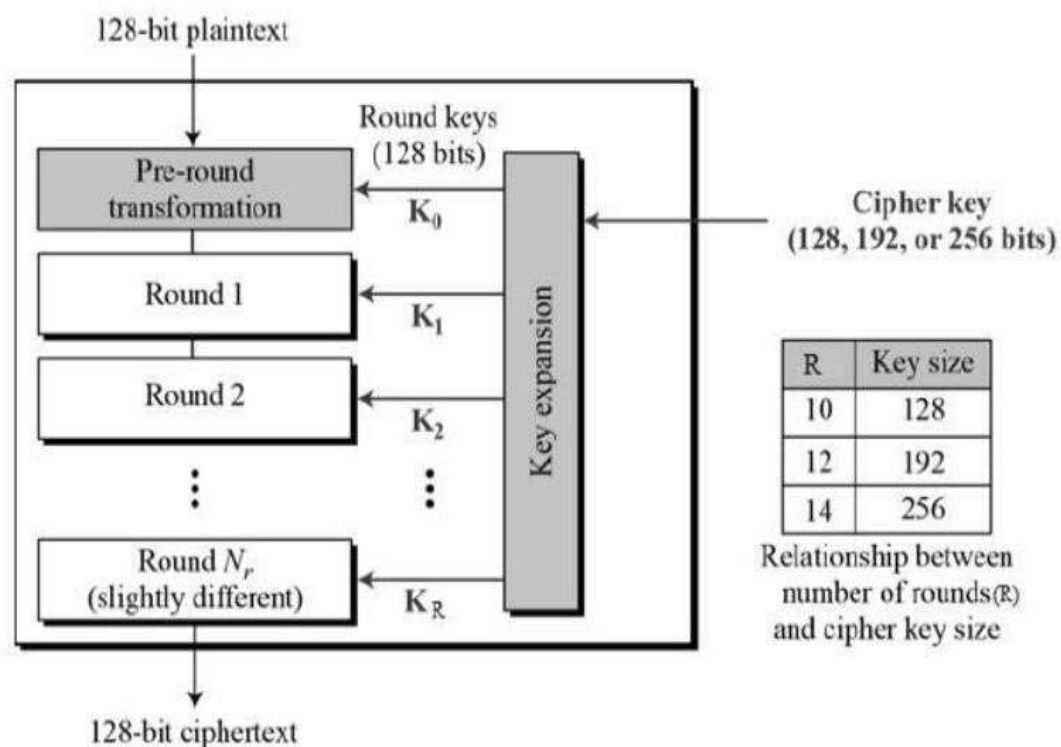 128-bit plaintext
Round keys
(128 bits)
Pre-round
transformation
K0
Cipher key
(128, 192, or 256 bits)
Round 1
K1
Key expansion
Round 2
K2
R Key size
10 128
12 192
14 256
Relationship between
number of rounds(R)
and cipher key size
Round Nr
(slightly different)
KR
128-bit ciphertext